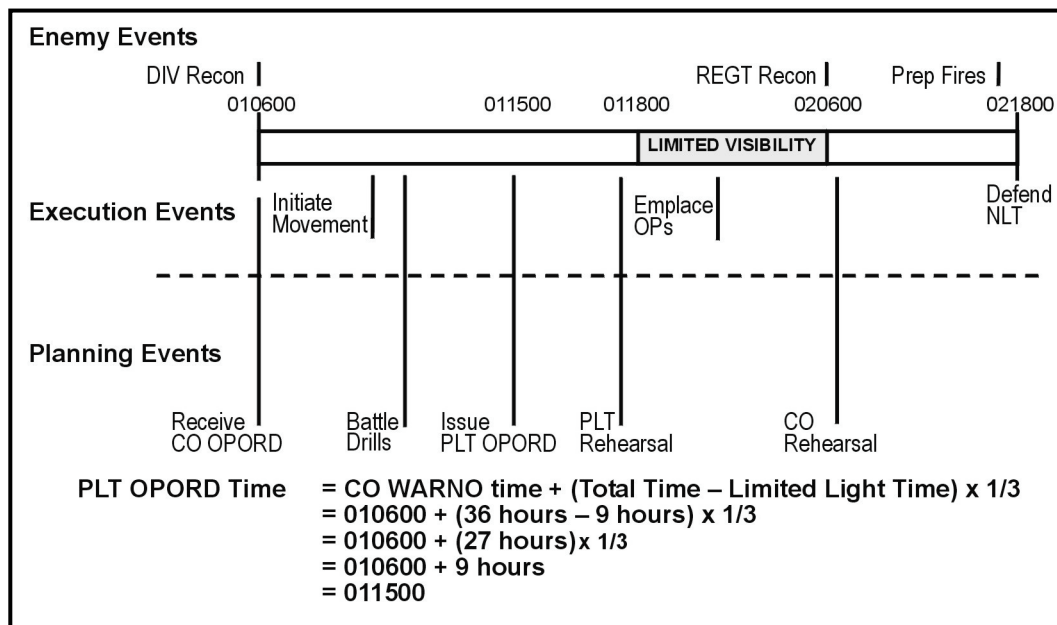 Enemy Events
DIV Recon
REGT Recon
Prep Fires
010600
011500
011800
020600
021800
LIMITED VISIBILITY
Execution Events
Initiate
Movement
Emplace
OPs
Defend
NLT
Planning Events
Receive
CO OPORD
Battle
Drills
Issue
PLT OPORD
PLT
Rehearsal
CO
Rehearsal
PLT OPORD Time = CO WARNO time + (Total Time – Limited Light Time) x 1/3
= 010600 + (36 hours – 9 hours) x 1/3
= 010600 + (27 hours) x 1/3
= 010600 + 9 hours
= 011500